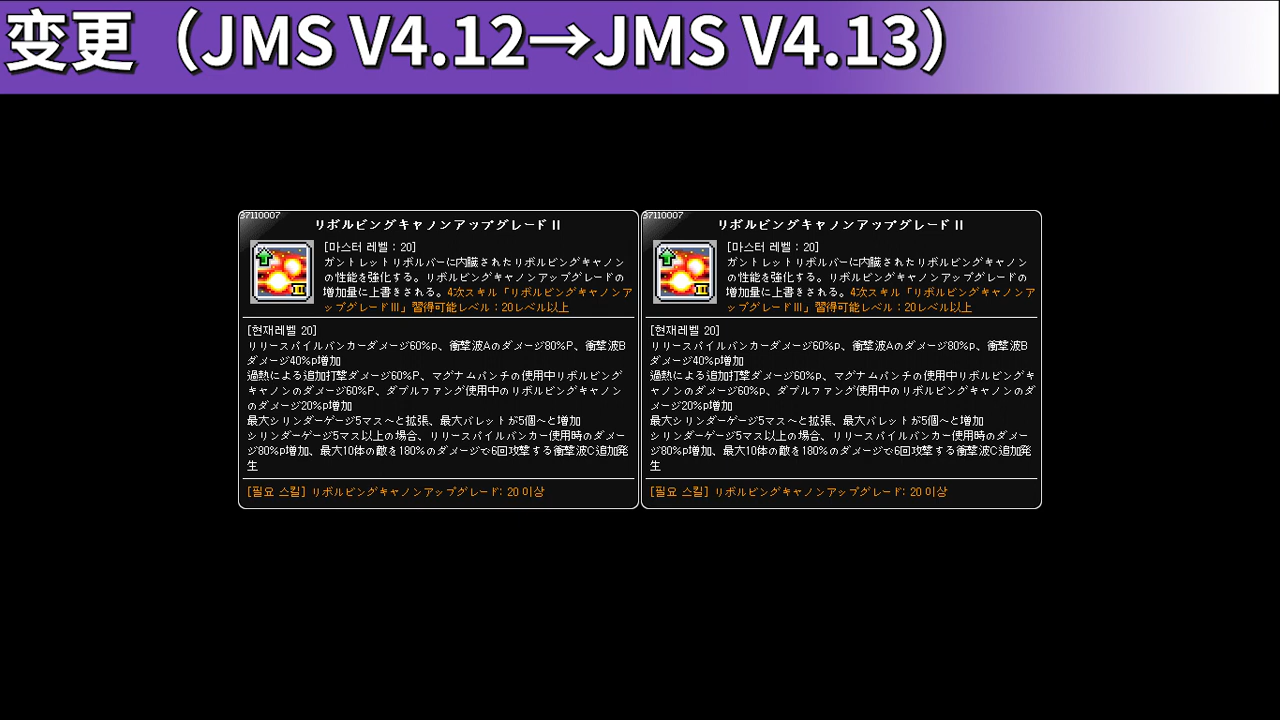 变更（JMS V4.12→JMS V4.13）
37110007
リボルビングキャノンアップグレードⅡ
[마스터 레벨：20]
ガントレットリボルバーに内臓されたリボルビングキャノン
の性能を強化する。リボルビングキャノンアップグレードの
増加量に上書きされる。4次スキル「リボルビングキャノンア
ップグレードⅢ」習得可能レベル：20レベル以上
[현재레벨 20]
リリースパイルバンカーダメージ60%p、衝撃波Aのダメージ80%P、衝撃波B
ダメージ40%p増加
過熱による追加打撃ダメージ60%P、マグナムパンチの使用中リボルビング
キャノンのダメージ60%P、ダブルファング使用中のリボルビングキャノン
のダメージ20%p増加
最大シリンダーゲージ5マスへと拡張、最大バレットが5個へと増加
シリンダーゲージ5マス以上の場合、リリースパイルバンカー使用時のダメー
ジ80%p増加、最大10体の敵を180%のダメージで6回攻撃する衝撃波C追加発
生
[필요 스킬] リボルビングキャノンアップグレード: 20 이상
37110007
リボルビングキャノンアップグレードⅡ
[마스터 레벨：20]
ガントレットリボルバーに内臓されたリボルビングキャノン
の性能を強化する。リボルビングキャノンアップグレードの
増加量に上書きされる。4次スキル「リボルビングキャノンア
ップグレードⅢ」習得可能レベル：20レベル以上
[현재레벨 20]
リリースパイルバンカーダメージ60%p、衝撃波Aのダメージ80%p、衝撃波B
ダメージ40%p増加
過熱による追加打撃ダメージ60%p、マグナムパンチの使用中リボルビングキ
ャノンのダメージ60%p、ダブルファング使用中のリボルビングキャノンのダ
メージ20%p増加
最大シリンダーゲージ5マスへと拡張、最大バレットが5個へと増加
シリンダーゲージ5マス以上の場合、リリースパイルバンカー使用時のダメー
ジ80%p増加、最大10体の敵を180%のダメージで6回攻撃する衝撃波C追加発
生
[필요 스킬] リボルビングキャノンアップグレード: 20 이상